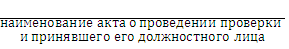 наименование акта о проведении проверки
и принявшего его должностного лица